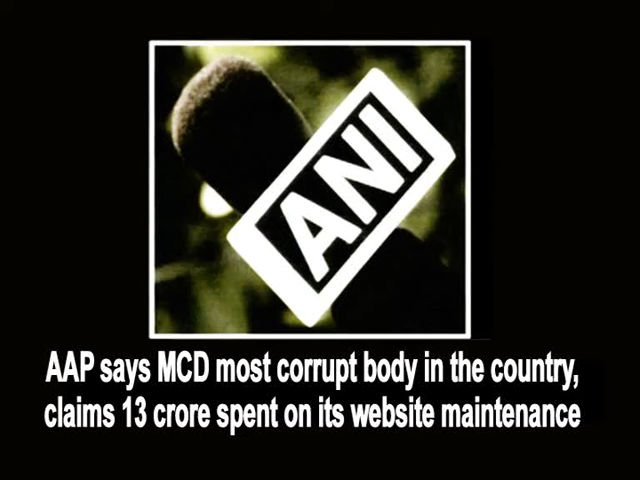 ANI
AAP says MCD most corrupt body in the country,
claims 13 crore spent on its website maintenance